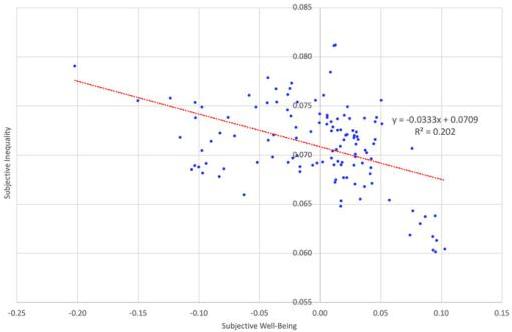 0.085
0.080
0.075
y = -0.0333x + 0.0709
R² = 0.202
0.070
0.065
0.060
0.055
-0.25 -0.20 -0.15 -0.10 -0.05 0.00 0.05 0.10 0.15
Subjective Well-Being
Subjective Inequality